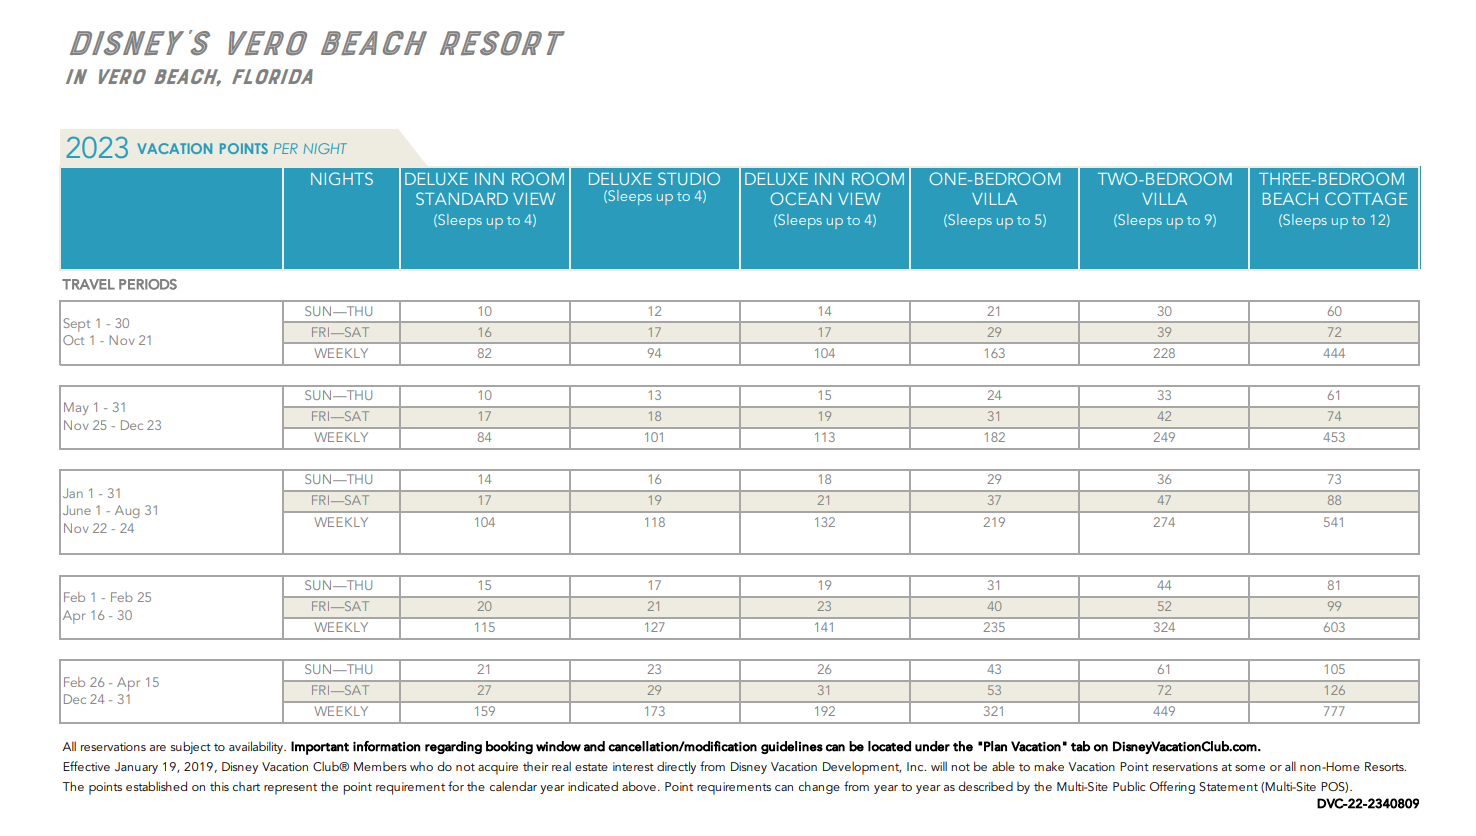 DISNEY'S VERO BEACH RESORT
IN VERO BEACH, FLORIDA
2023 VACATION POINTS PER NIGHT
NIGHTS DELUXE INN ROOM STANDARD VIEW (Sleeps up to 4) DELUXE STUDIO (Sleeps up to 4) DELUXE INN ROOM OCEAN VIEW (Sleeps up to 4) ONE-BEDROOM VILLA (Sleeps up to 5) TWO-BEDROOM VILLA (Sleeps up to 9) THREE-BEDROOM BEACH COTTAGE (Sleeps up to 12)
TRAVEL PERIODS
Sept 1 - 30
Oct 1 - Nov 21
SUN—THU 10 12 14 21 30 60
FRI—SAT 16 17 17 29 39 72
WEEKLY 82 94 104 163 228 444
May 1 - 31
Nov 25 - Dec 23
SUN—THU 10 13 15 24 33 61
FRI—SAT 17 18 19 31 42 74
WEEKLY 84 101 113 182 249 453
Jan 1 - 31
June 1 - Aug 31
Nov 22 - 24
SUN—THU 14 16 18 29 36 73
FRI—SAT 17 19 21 37 47 88
WEEKLY 104 118 132 219 274 541
Feb 1 - Feb 25
Apr 16 - 30
SUN—THU 15 17 19 31 44 81
FRI—SAT 20 21 23 40 52 99
WEEKLY 115 127 141 235 324 603
Feb 26 - Apr 15
Dec 24 - 31
SUN—THU 21 23 26 43 61 105
FRI—SAT 27 29 31 53 72 126
WEEKLY 159 173 192 321 449 777
All reservations are subject to availability. Important information regarding booking window and cancellation/modification guidelines can be located under the "Plan Vacation" tab on DisneyVacationClub.com.
Effective January 19, 2019, Disney Vacation Club® Members who do not acquire their real estate interest directly from Disney Vacation Development, Inc. will not be able to make Vacation Point reservations at some or all non-Home Resorts.
The points established on this chart represent the point requirement for the calendar year indicated above. Point requirements can change from year to year as described by the Multi-Site Public Offering Statement (Multi-Site POS).
DVC-22-2340809